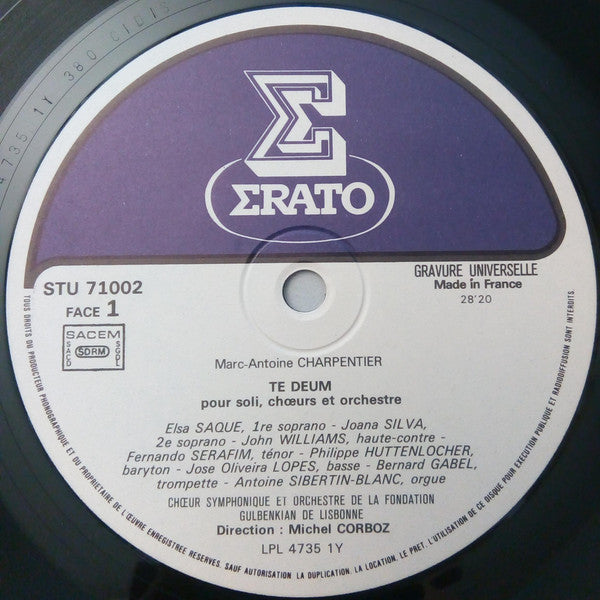 4735 1Y 380 CIDIS
Σ
ΣRATO
STU 71002
FACE 1
SACEM
SACD SDRM SGDL
GRAVURE UNIVERSELLE
Made in France
28'20
Marc-Antoine CHARPENTIER
TE DEUM
pour soli, chœurs et orchestre
Elsa SAQUE, 1re soprano - Joana SILVA,
2e soprano - John WILLIAMS, haute-contre -
Fernando SERAFIM, ténor - Philippe HUTTENLOCHER,
baryton - Jose Oliveira LOPES, basse - Bernard GABEL,
trompette - Antoine SIBERTIN-BLANC, orgue
CHŒUR SYMPHONIQUE ET ORCHESTRE DE LA FONDATION
GULBENKIAN DE LISBONNE
Direction : Michel CORBOZ
LPL 4735 1Y
TOUS DROITS DU PRODUCTEUR PHONOGRAPHIQUE ET DU PROPRIETAIRE DE L'ŒUVRE ENREGISTREE RESERVES. SAUF AUTORISATION, LA DUPLICATION, LA LOCATION, LE PRET, L'UTILISATION DE CE DISQUE POUR EXECUTION PUBLIQUE ET RADIODIFFUSION SONT INTERDITS